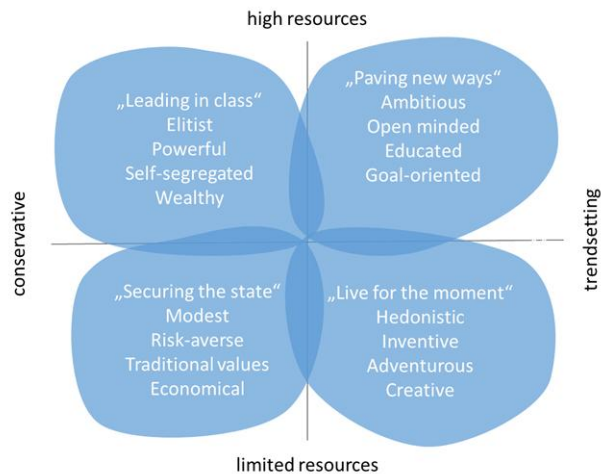 high resources
„Leading in class“
Elitist
Powerful
Self-segregated
Wealthy
„Paving new ways“
Ambitious
Open minded
Educated
Goal-oriented
conservative
trendsetting
„Securing the state“
Modest
Risk-averse
Traditional values
Economical
„Live for the moment“
Hedonistic
Inventive
Adventurous
Creative
limited resources